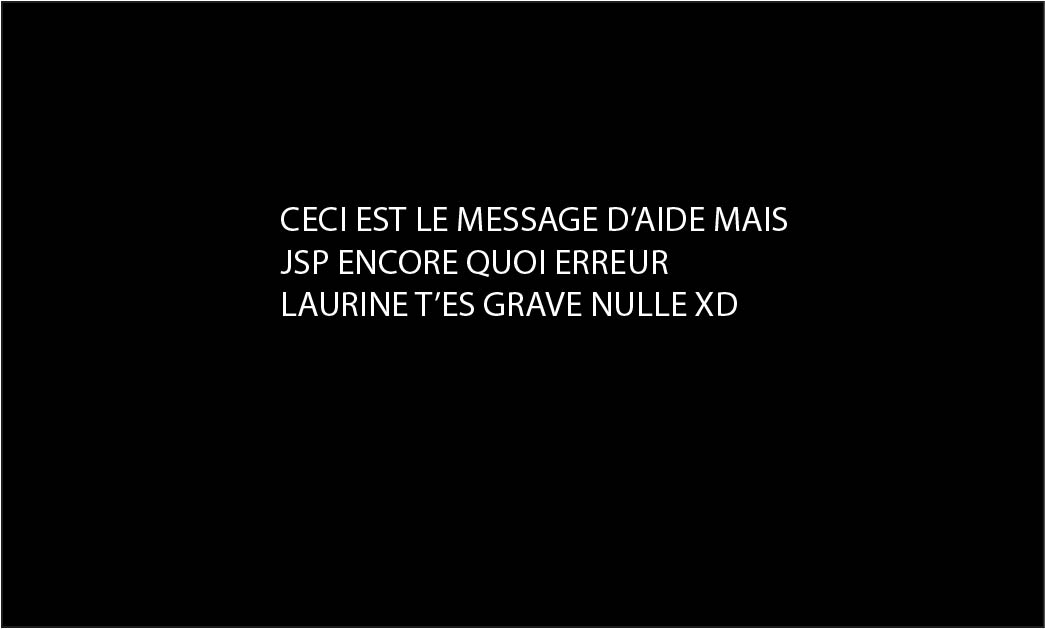 CECI EST LE MESSAGE D’AIDE MAIS
JSP ENCORE QUOI ERREUR
LAURINE T’ES GRAVE NULLE XD